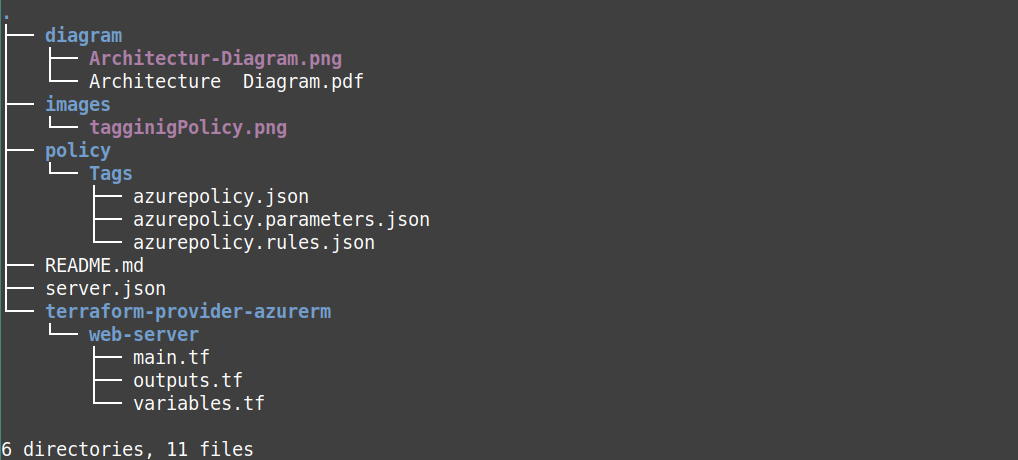 .
├── diagram
│   ├── Architectur-Diagram.png
│   └── Architecture  Diagram.pdf
├── images
│   └── tagginigPolicy.png
├── policy
│   └── Tags
│       ├── azurepolicy.json
│       ├── azurepolicy.parameters.json
│       └── azurepolicy.rules.json
├── README.md
├── server.json
└── terraform-provider-azurerm
    └── web-server
        ├── main.tf
        ├── outputs.tf
        └── variables.tf

6 directories, 11 files